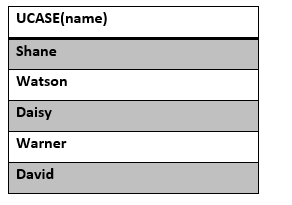 UCASE(name)
Shane
Watson
Daisy
Warner
David